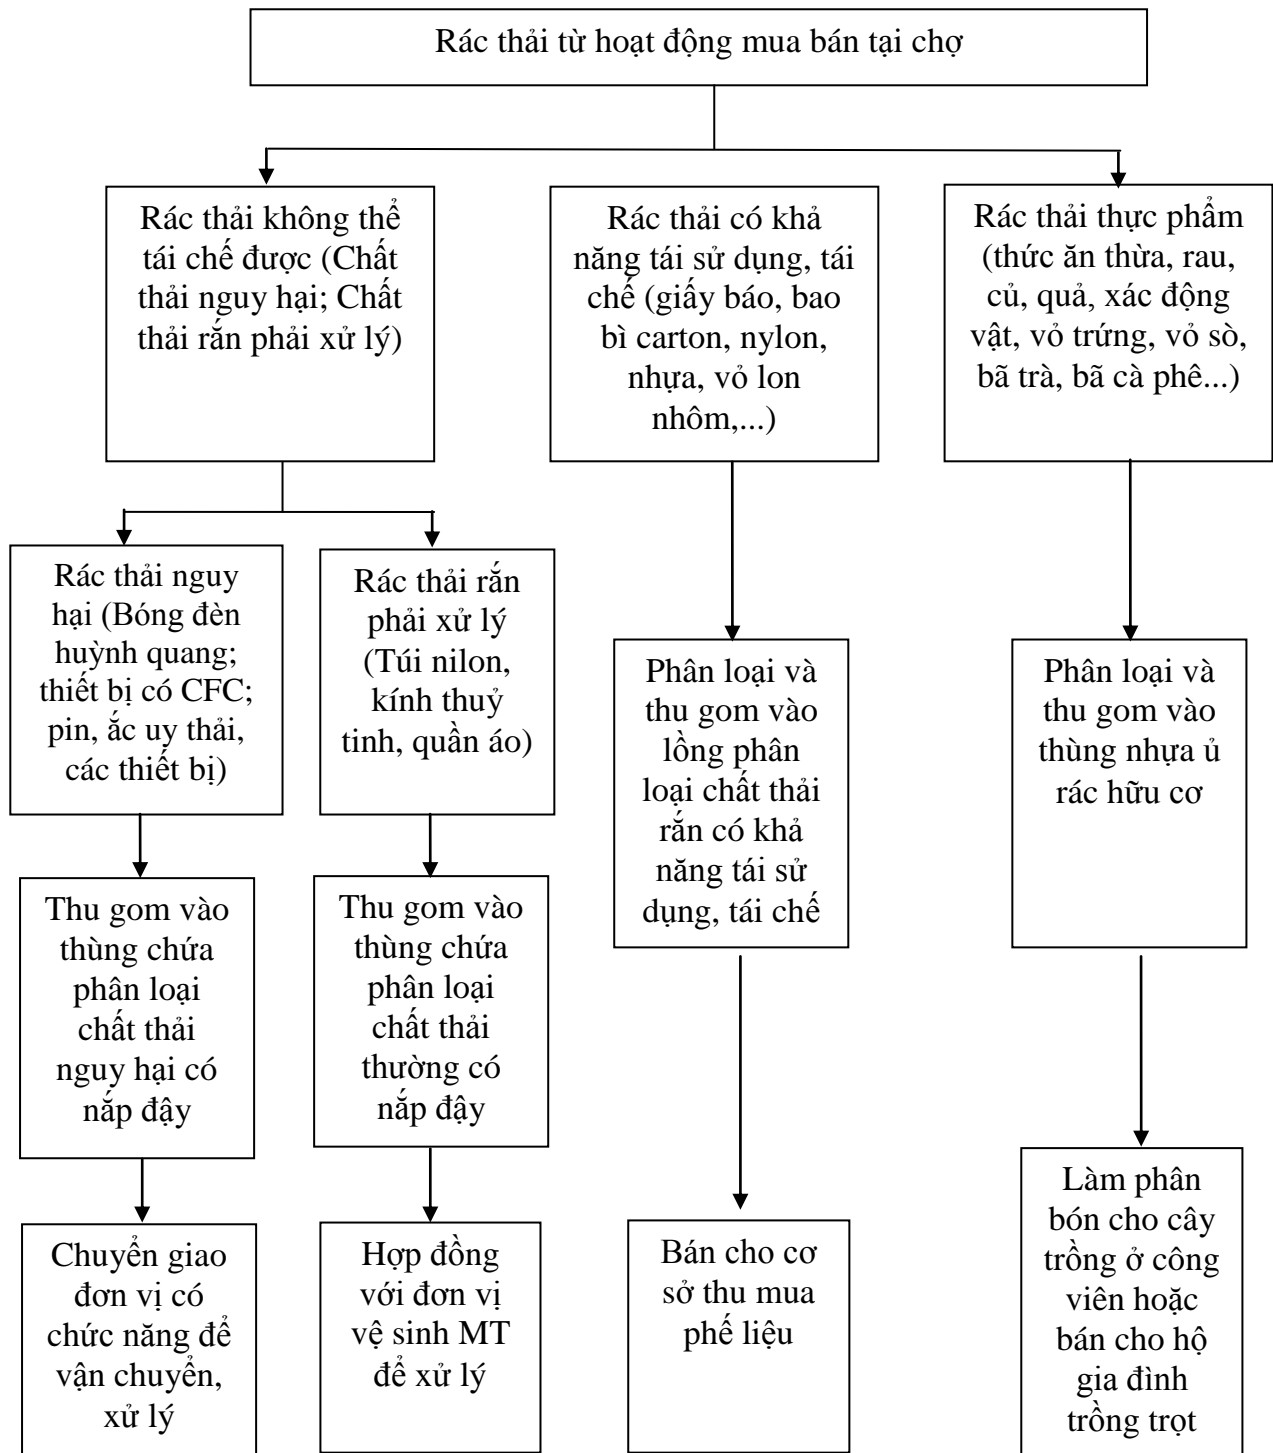 Rác thải từ hoạt động mua bán tại chợ
Rác thải không thể
tái chế được (Chất
thải nguy hại; Chất
thải rắn phải xử lý)
Rác thải có khả
năng tái sử dụng, tái
chế (giấy báo, bao
bì carton, nylon,
nhựa, vỏ lon
nhôm,...)
Rác thải thực phẩm
(thức ăn thừa, rau,
củ, quả, xác động
vật, vỏ trứng, vỏ sò,
bã trà, bã cà phê...)
Rác thải nguy
hại (Bóng đèn
huỳnh quang;
thiết bị có CFC;
pin, ắc uy thải,
các thiết bị)
Rác thải rắn
phải xử lý
(Túi nilon,
kính thuỷ
tinh, quần áo)
Phân loại và
thu gom vào
lồng phân
loại chất thải
rắn có khả
năng tái sử
dụng, tái chế
Phân loại và
thu gom vào
thùng nhựa ủ
rác hữu cơ
Thu gom vào
thùng chứa
phân loại
chất thải
nguy hại có
nắp đậy
Thu gom vào
thùng chứa
phân loại
chất thải
thường có
nắp đậy
Chuyển giao
đơn vị có
chức năng để
vận chuyển,
xử lý
Hợp đồng
với đơn vị
vệ sinh MT
để xử lý
Bán cho cơ
sở thu mua
phế liệu
Làm phân
bón cho cây
trồng ở công
viên hoặc
bán cho hộ
gia đình
trồng trọt